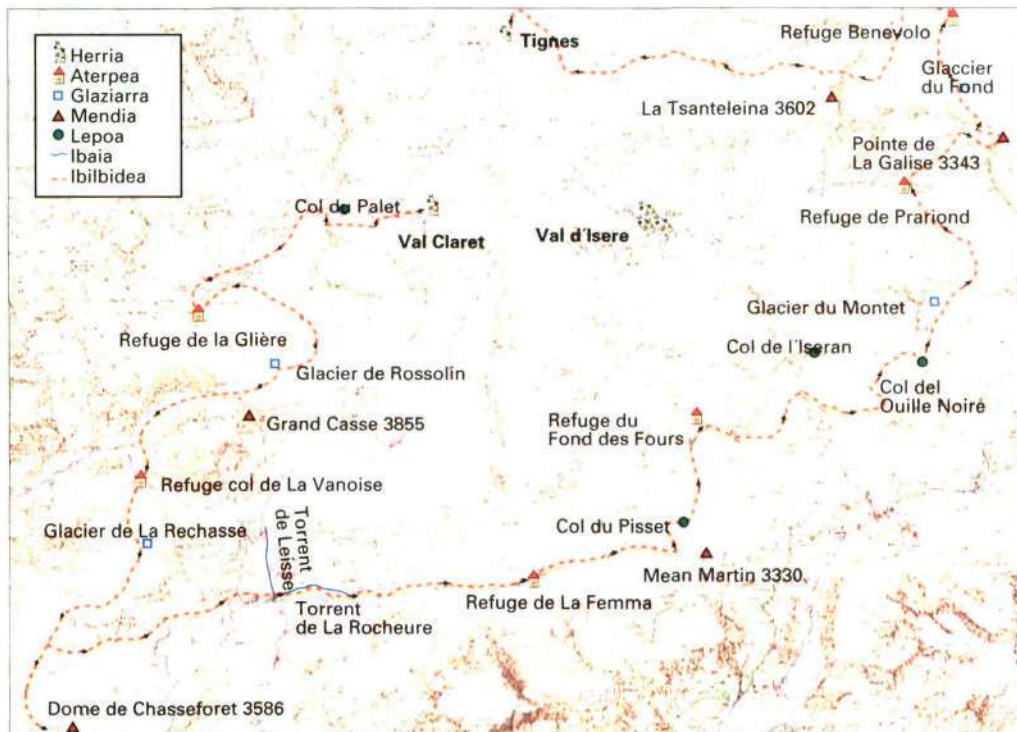 Herria
Aterpea
Glaziarra
Mendia
Lepoa
Ibaia
Ibilbidea
Tignes
Refuge Benevolo
Glaccier
du Fond
La Tsanteleina 3602
Pointe de
La Galise 3343
Refuge de Prariond
Col du Palet
Val Claret
Val d'Isere
Refuge de la Glière
Glacier du Montet
Col de l'Iseran
Glacier de Rossolin
Col del
Ouille Noire
Grand Casse 3855
Refuge du
Fond des Fours
Refuge col de La Vanoise
Glacier de La Rechasse
Torrent
de Leisse
Col du Pisset
Mean Martin 3330
Refuge de La Femma
Torrent
de La Rocheure
Dome de Chasseforet 3586